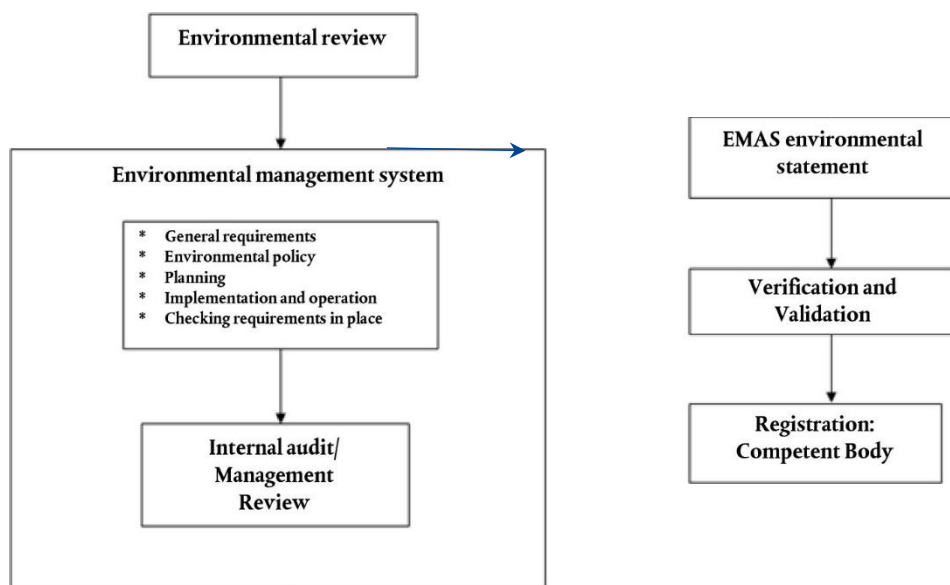 Environmental review
Environmental management system
* General requirements
* Environmental policy
* Planning
* Implementation and operation
* Checking requirements in place
Internal audit/
Management
Review
EMAS environmental
statement
Verification and
Validation
Registration:
Competent Body